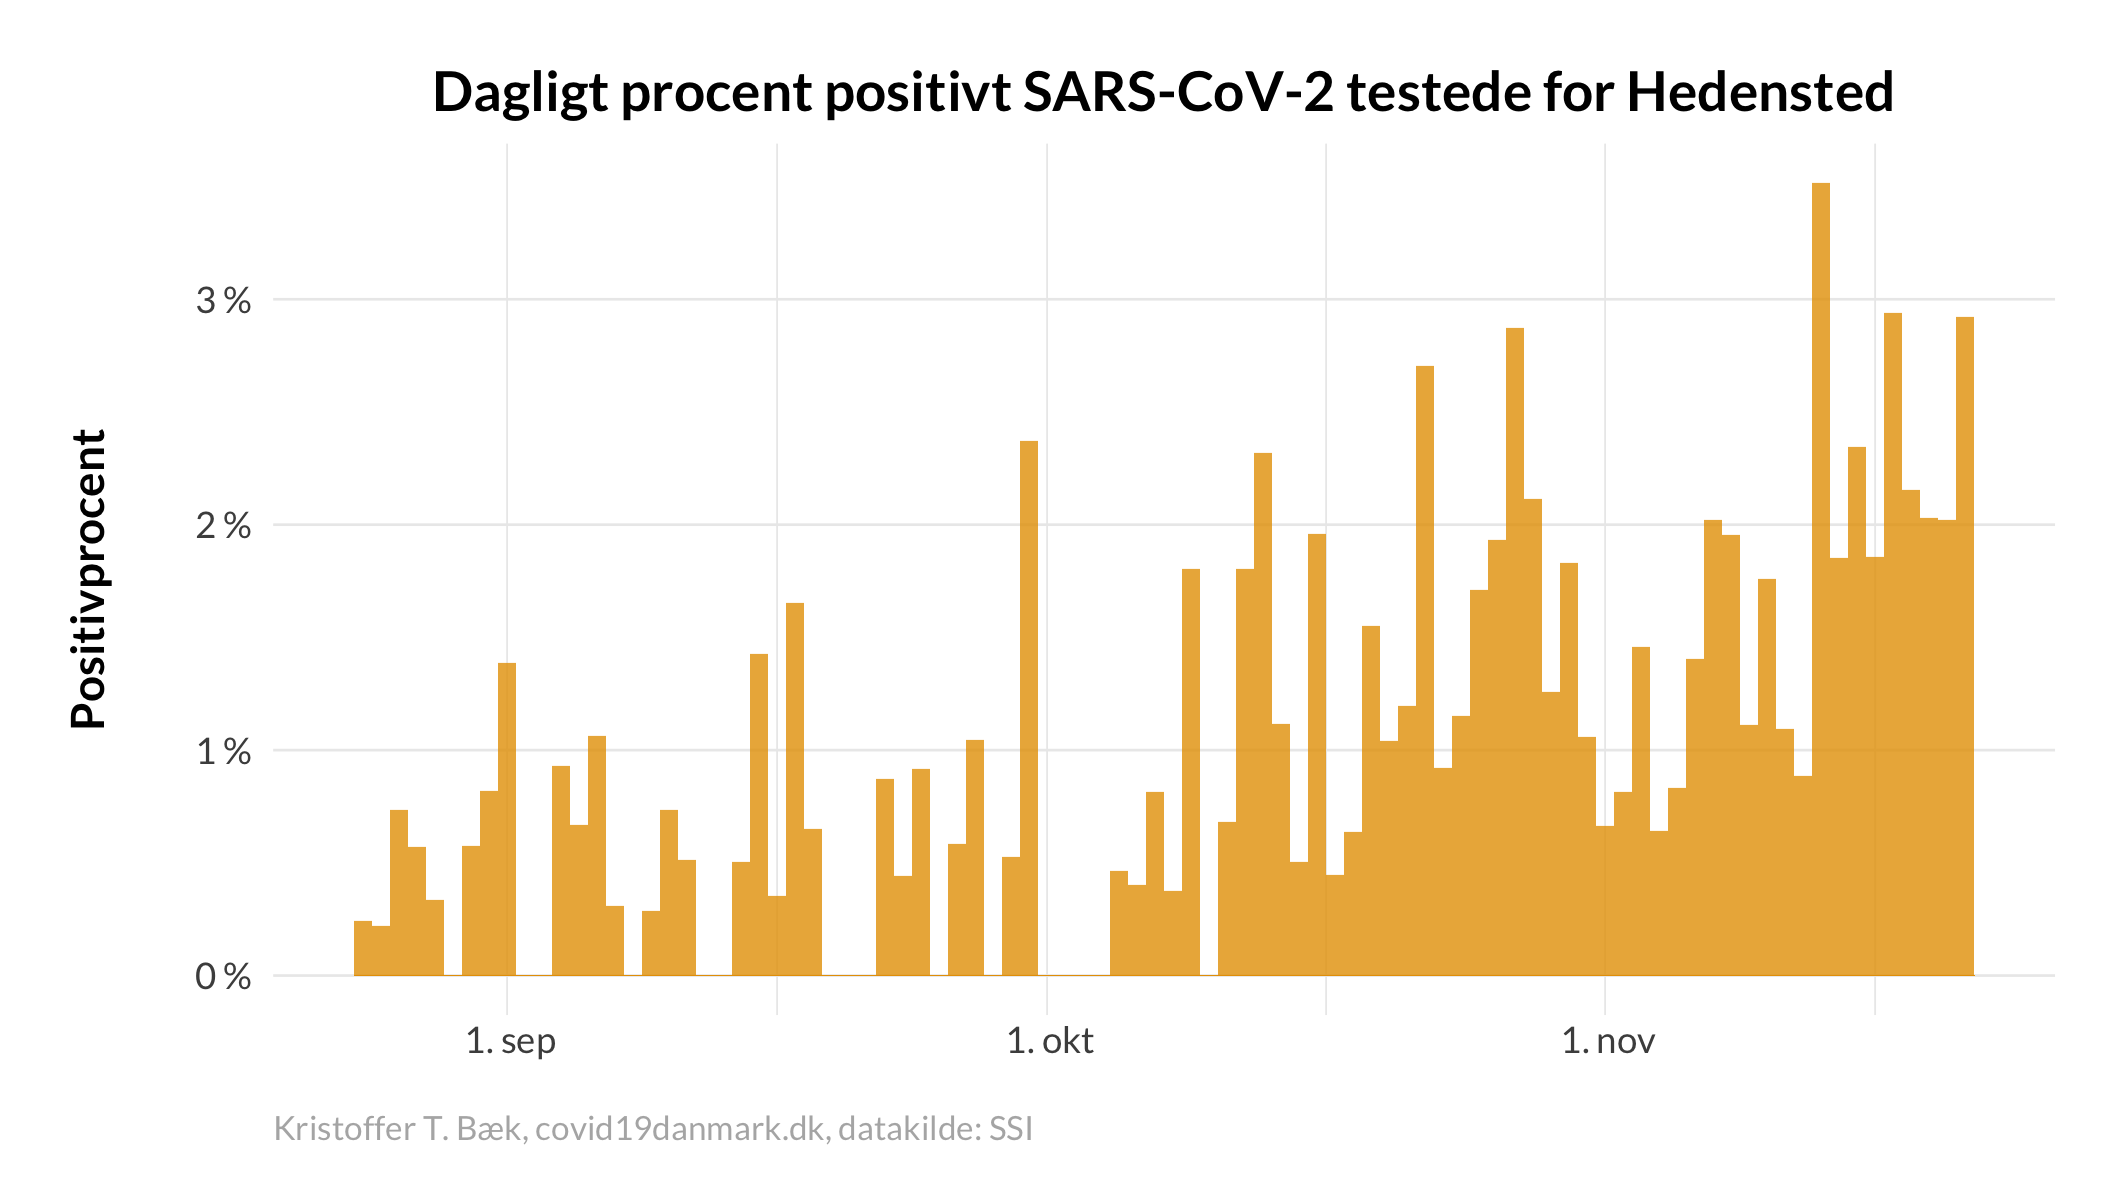 Dagligt procent positivt SARS-CoV-2 testede for Hedensted
Positivprocent
3 %
2 %
1 %
0 %
1. sep
1. okt
1. nov
Kristoffer T. Bæk, covid19danmark.dk, datakilde: SSI